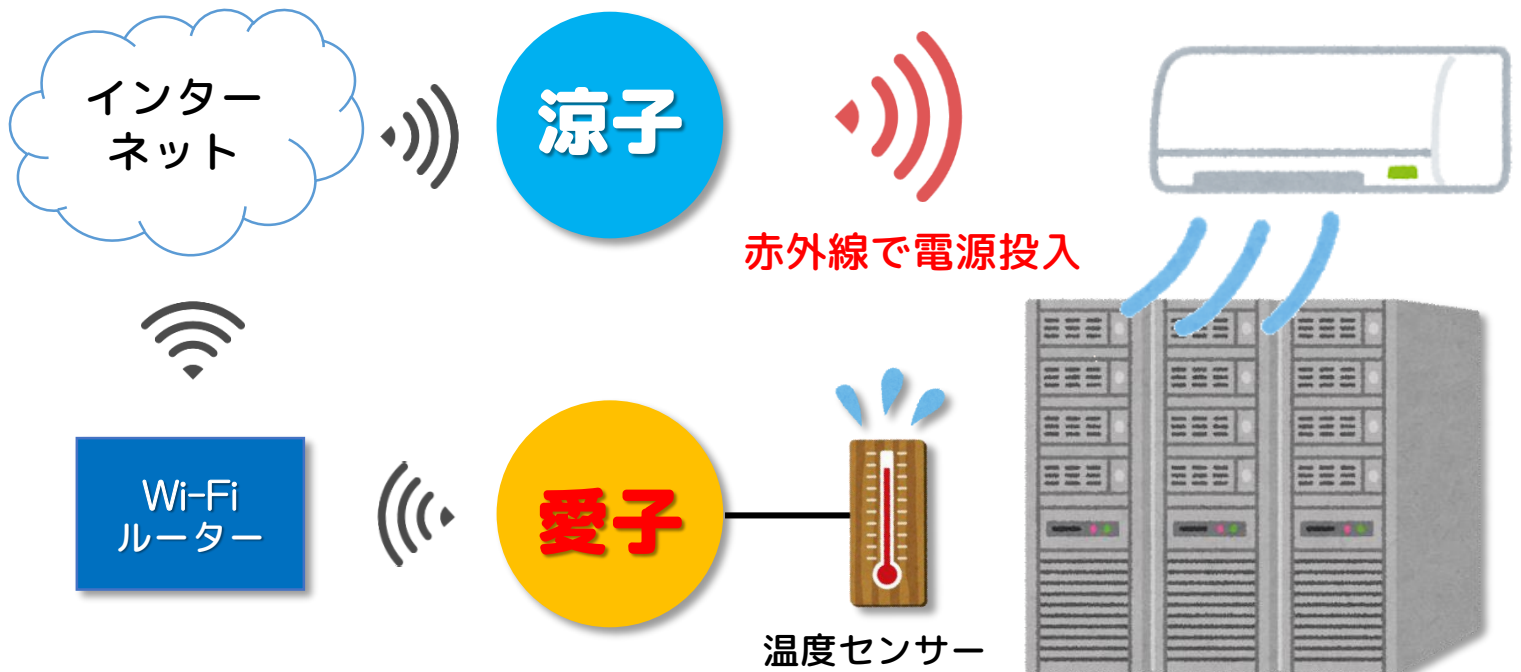 インター
ネット
涼子
赤外線で電源投入
Wi-Fi
ルーター
愛子
温度センサー